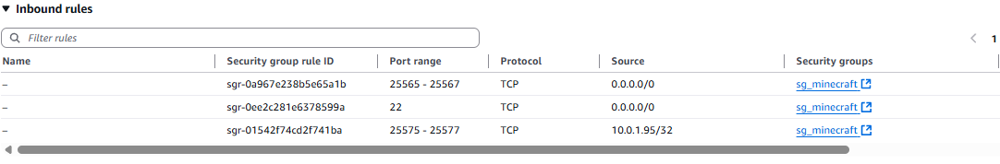 Inbound rules
Filter rules
1
Name Security group rule ID Port range Protocol Source Security groups
– sgr-0a967e238b5e65a1b 25565 - 25567 TCP 0.0.0.0/0 sg_minecraft
– sgr-0ee2c281e6378599a 22 TCP 0.0.0.0/0 sg_minecraft
– sgr-01542f74cd2f741ba 25575 - 25577 TCP 10.0.1.95/32 sg_minecraft